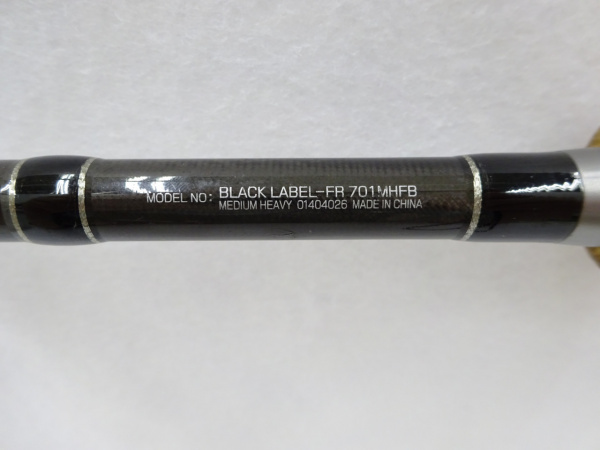 MODEL NO: BLACK LABEL-FR 701MHFB
MEDIUM HEAVY 01404026 MADE IN CHINA